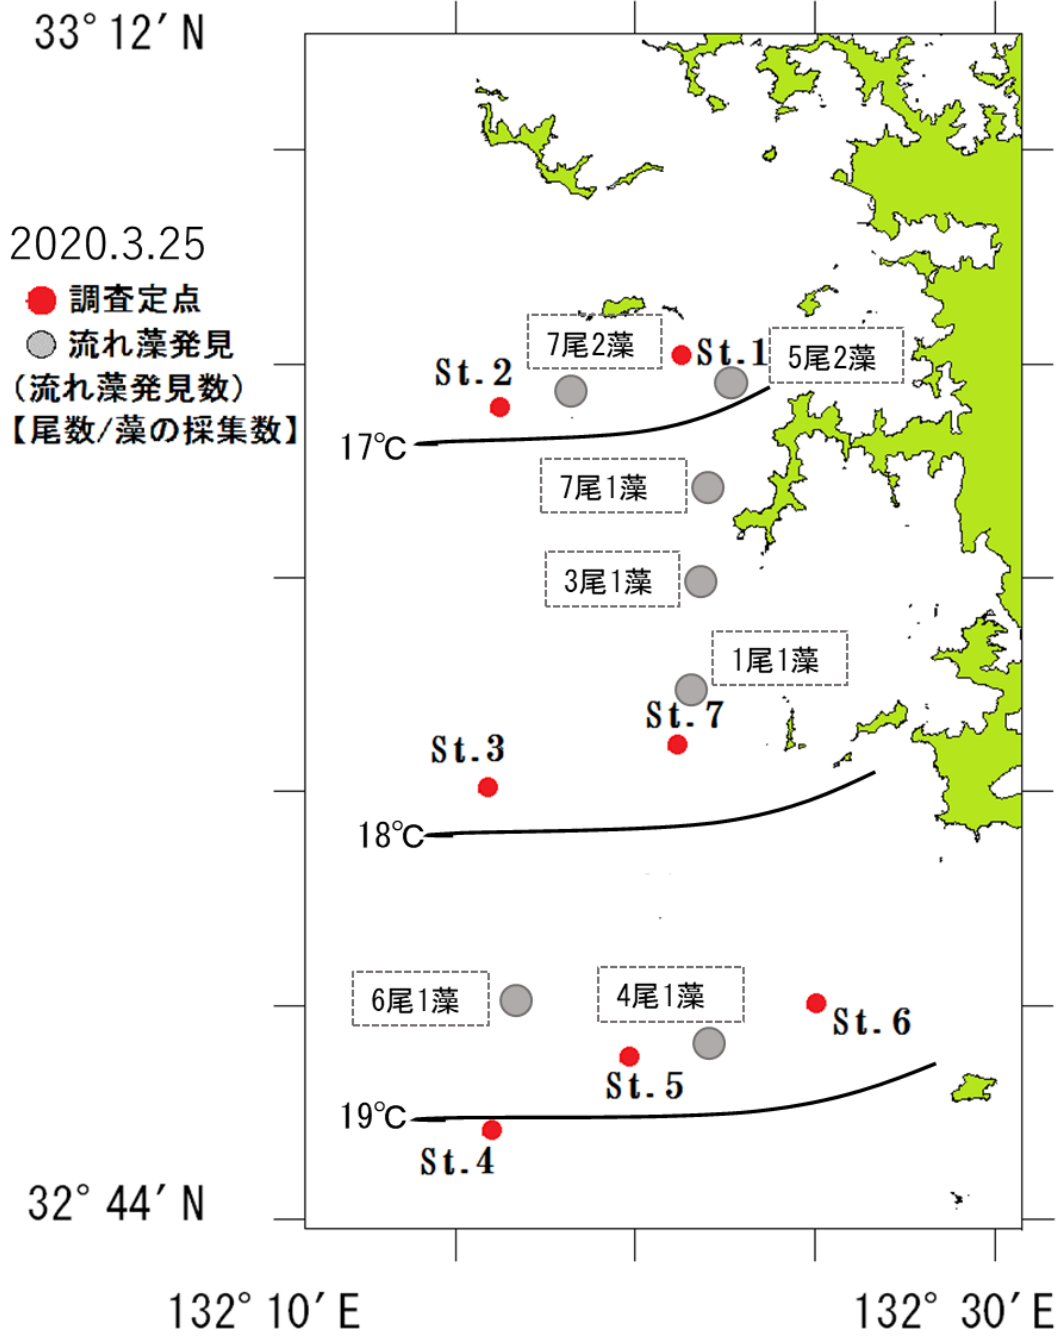 33°12′N
2020.3.25
調査定点
流れ藻発見
(流れ藻発見数)
【尾数/藻の採集数】
7尾2藻
St.1
5尾2藻
St.2
17℃
7尾1藻
3尾1藻
1尾1藻
St.7
St.3
18℃
6尾1藻
4尾1藻
St.6
St.5
19℃
St.4
32°44′N
132°10′E
132°30′E